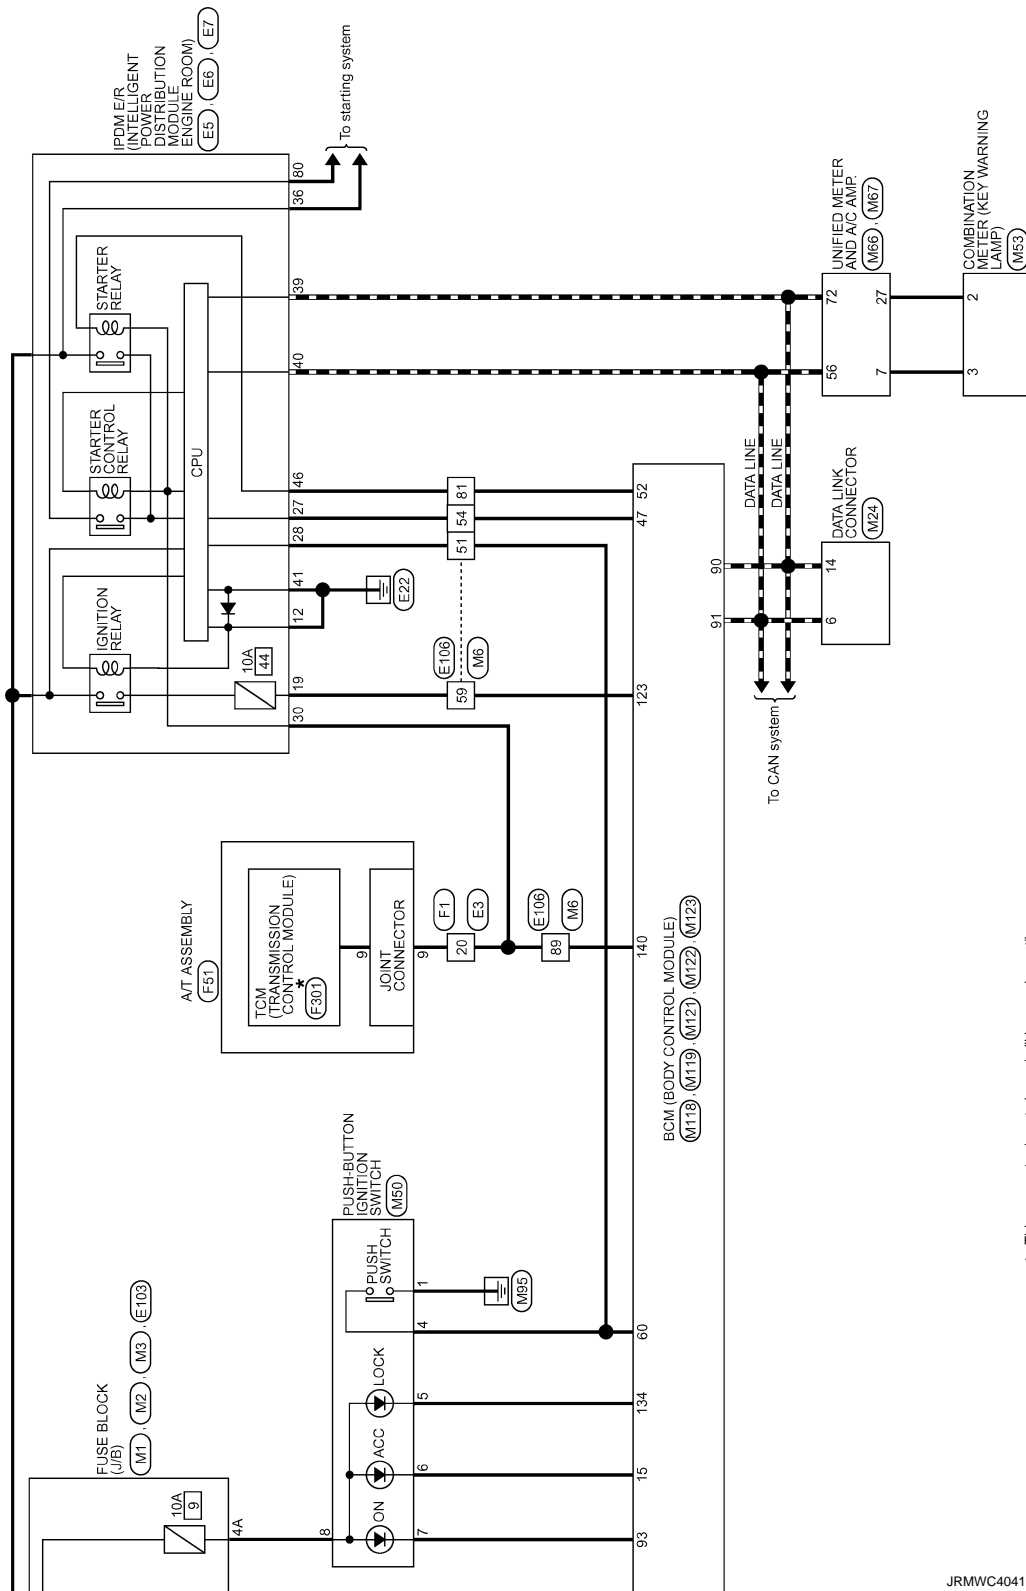 IPDM E/R
(INTELLIGENT
POWER
DISTRIBUTION
MODULE
ENGINE ROOM)
E5 , E6 , E7
To starting system
80
36
STARTER
RELAY
39
40
STARTER
CONTROL
RELAY
CPU
46
27
28
41
12
IGNITION
RELAY
10A
44
19
30
81
54
51
E106
M6
59
E22
UNIFIED METER
AND A/C AMP.
M66 , M67
72
56
27
7
COMBINATION
METER (KEY WARNING
LAMP)
M53
2
3
DATA LINE
DATA LINE
DATA LINK
CONNECTOR
M24
14
6
To CAN system
52
47
90
91
123
A/T ASSEMBLY
F51
TCM
(TRANSMISSION
CONTROL MODULE)
*
F301
9
JOINT
CONNECTOR
9
F1
E3
20
E106
M6
89
140
BCM (BODY CONTROL MODULE)
M118 , M119 , M121 , M122 , M123
PUSH-BUTTON
IGNITION
SWITCH
M50
PUSH
SWITCH
1
4
M95
LOCK
ACC
ON
5
6
7
8
60
134
15
93
FUSE BLOCK
(J/B)
M1 , M2 , M3 , E103
10A
9
4A
JRMWC4041